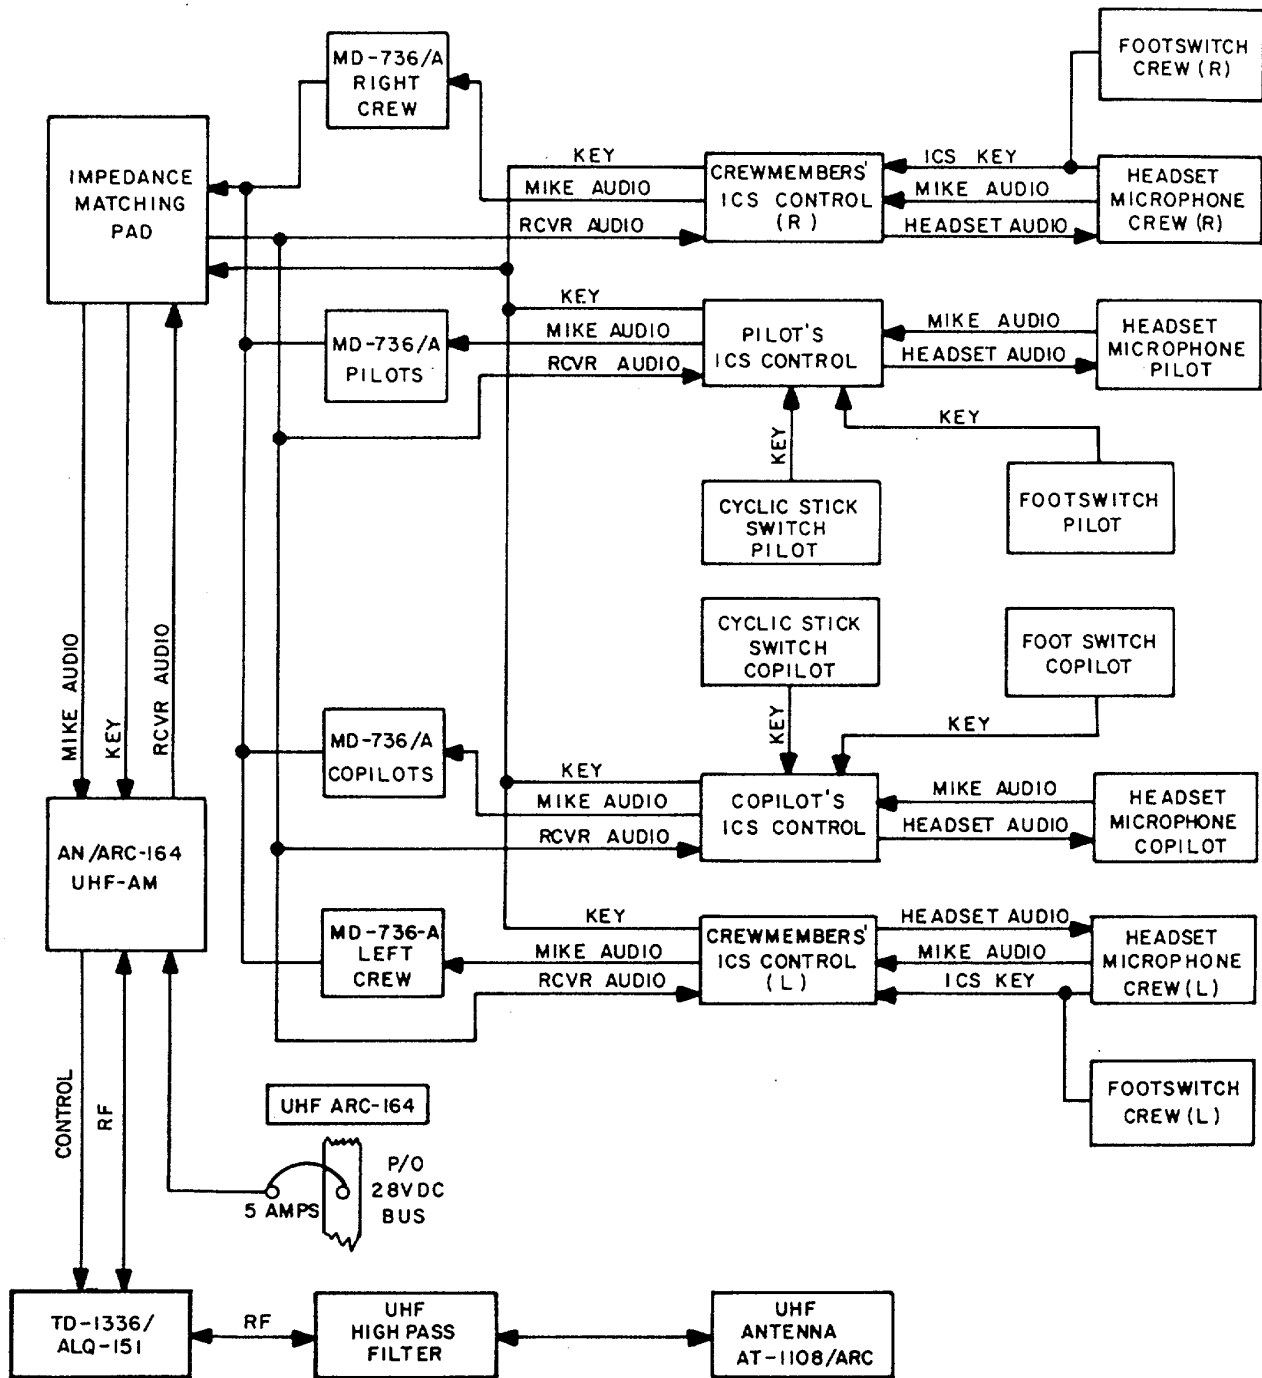 MD-736/A
RIGHT
CREW
FOOTSWITCH
CREW (R)
IMPEDANCE
MATCHING
PAD
KEY
MIKE AUDIO
RCVR AUDIO
CREWMEMBERS'
ICS CONTROL
(R)
ICS KEY
MIKE AUDIO
HEADSET AUDIO
HEADSET
MICROPHONE
CREW (R)
MD-736/A
PILOTS
KEY
MIKE AUDIO
RCVR AUDIO
PILOT'S
ICS CONTROL
MIKE AUDIO
HEADSET AUDIO
HEADSET
MICROPHONE
PILOT
KEY
KEY
CYCLIC STICK
SWITCH
PILOT
FOOTSWITCH
PILOT
CYCLIC STICK
SWITCH
COPILOT
FOOT SWITCH
COPILOT
MIKE AUDIO
KEY
RCVR AUDIO
KEY
KEY
MD-736/A
COPILOTS
KEY
MIKE AUDIO
RCVR AUDIO
COPILOT'S
ICS CONTROL
MIKE AUDIO
HEADSET AUDIO
HEADSET
MICROPHONE
COPILOT
AN/ARC-164
UHF-AM
MD-736-A
LEFT
CREW
KEY
MIKE AUDIO
RCVR AUDIO
CREWMEMBERS'
ICS CONTROL
(L)
HEADSET AUDIO
MIKE AUDIO
ICS KEY
HEADSET
MICROPHONE
CREW (L)
FOOTSWITCH
CREW (L)
CONTROL
RF
UHF ARC-164
5 AMPS
P/O
28VDC
BUS
TD-1336/
ALQ-151
RF
UHF
HIGH PASS
FILTER
UHF
ANTENNA
AT-1108/ARC